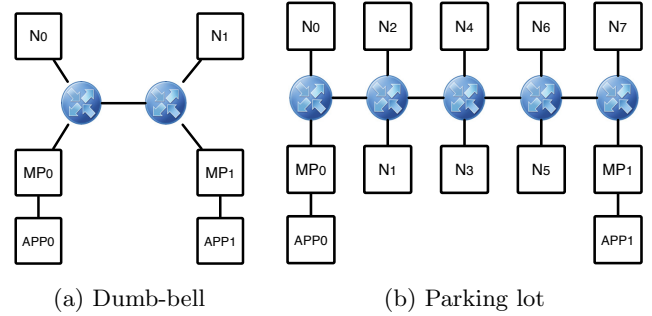 N0 N1
MP0 MP1
APP0 APP1
(a) Dumb-bell
N0 N2 N4 N6 N7
MP0 N1 N3 N5 MP1
APP0 APP1
(b) Parking lot